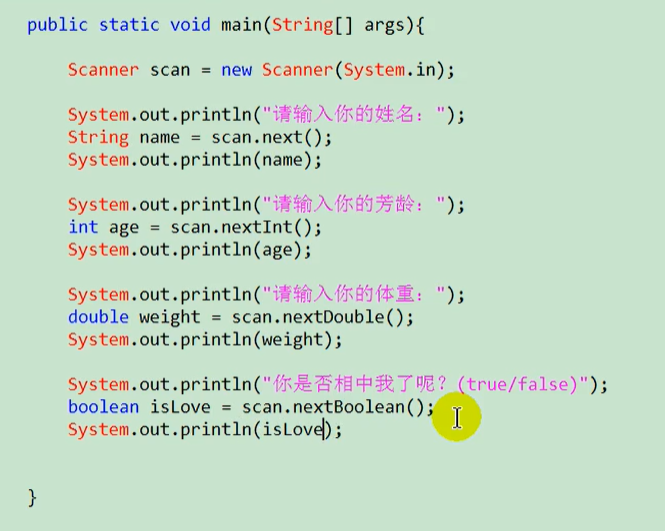 public static void main(String[] args){
Scanner scan = new Scanner(System.in);
System.out.println("请输入你的姓名：");
String name = scan.next();
System.out.println(name);
System.out.println("请输入你的芳龄：");
int age = scan.nextInt();
System.out.println(age);
System.out.println("请输入你的体重：");
double weight = scan.nextDouble();
System.out.println(weight);
System.out.println("你是否相中我了呢？(true/false)");
boolean isLove = scan.nextBoolean();
System.out.println(isLove);
}